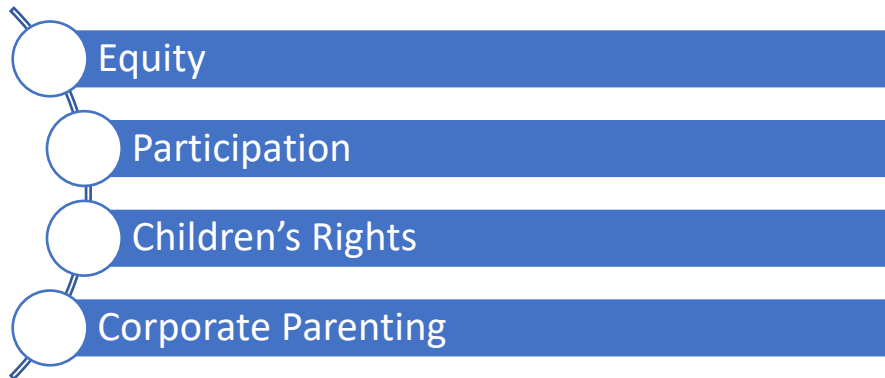 Equity
Participation
Children’s Rights
Corporate Parenting